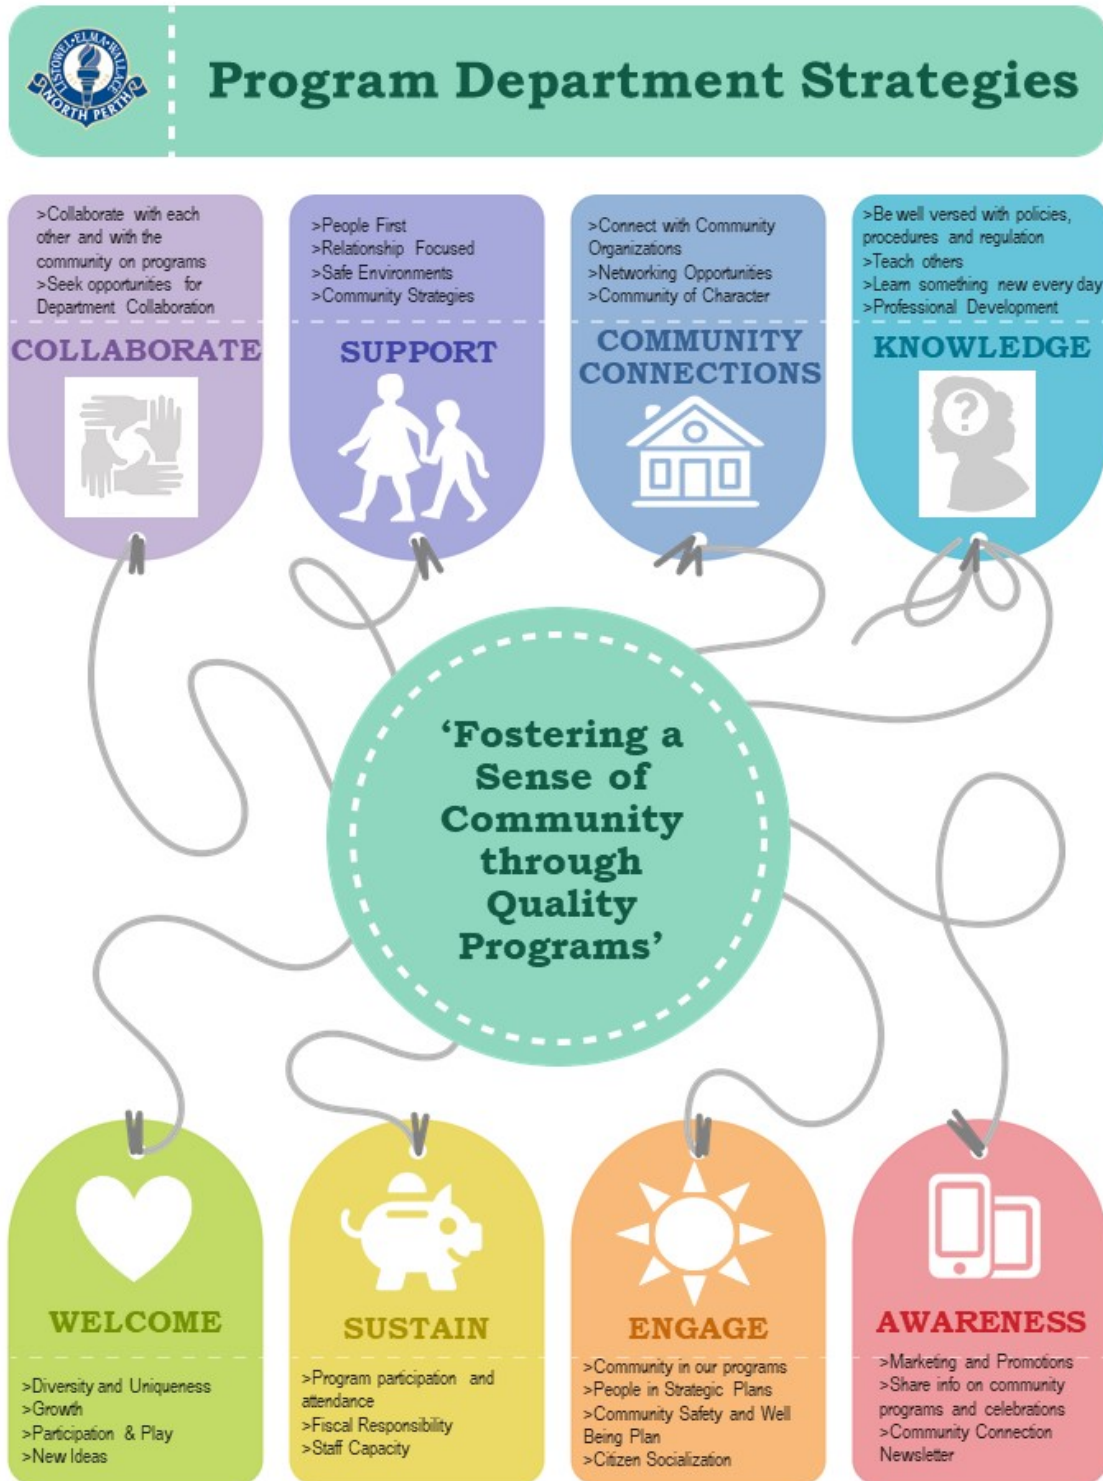 LISTOWEL·ELMA·WALLACE
NORTH PERTH
Program Department Strategies
>Collaborate with each
other and with the
community on programs
>Seek opportunities for
Department Collaboration
COLLABORATE
>People First
>Relationship Focused
>Safe Environments
>Community Strategies
SUPPORT
>Connect with Community
Organizations
>Networking Opportunities
>Community of Character
COMMUNITY
CONNECTIONS
>Be well versed with policies,
procedures and regulation
>Teach others
>Learn something new every day
>Professional Development
KNOWLEDGE
?
‘Fostering a
Sense of
Community
through
Quality
Programs’
WELCOME
>Diversity and Uniqueness
>Growth
>Participation & Play
>New Ideas
SUSTAIN
>Program participation and
attendance
>Fiscal Responsibility
>Staff Capacity
ENGAGE
>Community in our programs
>People in Strategic Plans
>Community Safety and Well
Being Plan
>Citizen Socialization
AWARENESS
>Marketing and Promotions
>Share info on community
programs and celebrations
>Community Connection
Newsletter